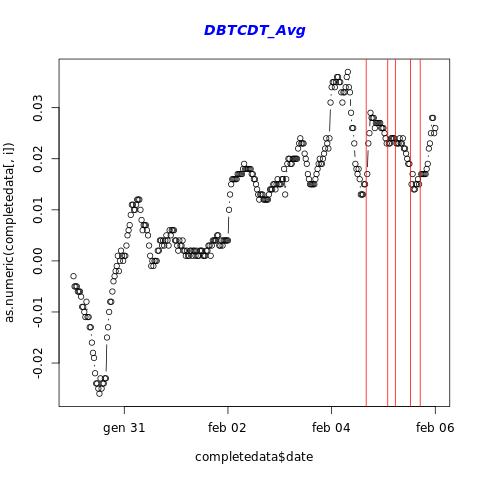 DBTCDT_Avg
as.numeric(completedata[, i])
0.03
0.02
0.01
0.00
-0.01
-0.02
gen 31
feb 02
feb 04
feb 06
completedata$date